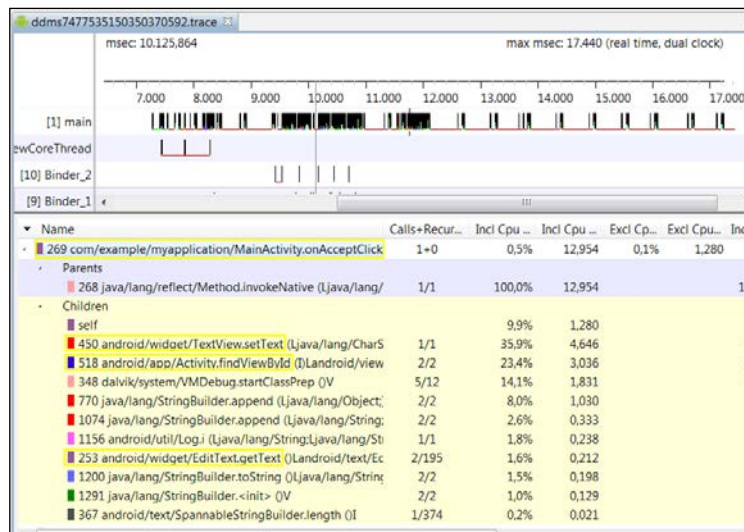 ddms7477535150350370592.trace
msec: 10.125,864 max msec: 17.440 (real time, dual clock)
7.000 8.000 9.000 10.000 11.000 12.000 13.000 14.000 15.000 16.000 17.000
[1] main
ewCoreThread
[10] Binder_2
[9] Binder_1
Name Calls+Recur... Incl Cpu ... Incl Cpu ... Excl Cp... Excl Cpu... Inc
269 com/example/myapplication/MainActivity.onAcceptClick 1+0 0,5% 12,954 0,1% 1,280
Parents
268 java/lang/reflect/Method.invokeNative (Ljava/lang/ 1/1 100,0% 12,954 1
Children
self 9,9% 1,280
450 android/widget/TextView.setText (Ljava/lang/CharS 1/1 35,9% 4,646
518 android/app/Activity.findViewById (I)Landroid/view 2/2 23,4% 3,036
348 dalvik/system/VMDebug.startClassPrep ()V 5/12 14,1% 1,831
770 java/lang/StringBuilder.append (Ljava/lang/Object; 2/2 8,0% 1,030
1074 java/lang/StringBuilder.append (Ljava/lang/String; 2/2 2,6% 0,333
1156 android/util/Log.i (Ljava/lang/String;Ljava/lang/Sti 1/1 1,8% 0,238
253 android/widget/EditText.getText ()Landroid/text/Ec 2/195 1,6% 0,212
1200 java/lang/StringBuilder.toString ()Ljava/lang/String 2/2 1,5% 0,198
1291 java/lang/StringBuilder.<init> ()V 2/2 1,0% 0,129
367 android/text/SpannableStringBuilder.length ()I 1/374 0,2% 0,021